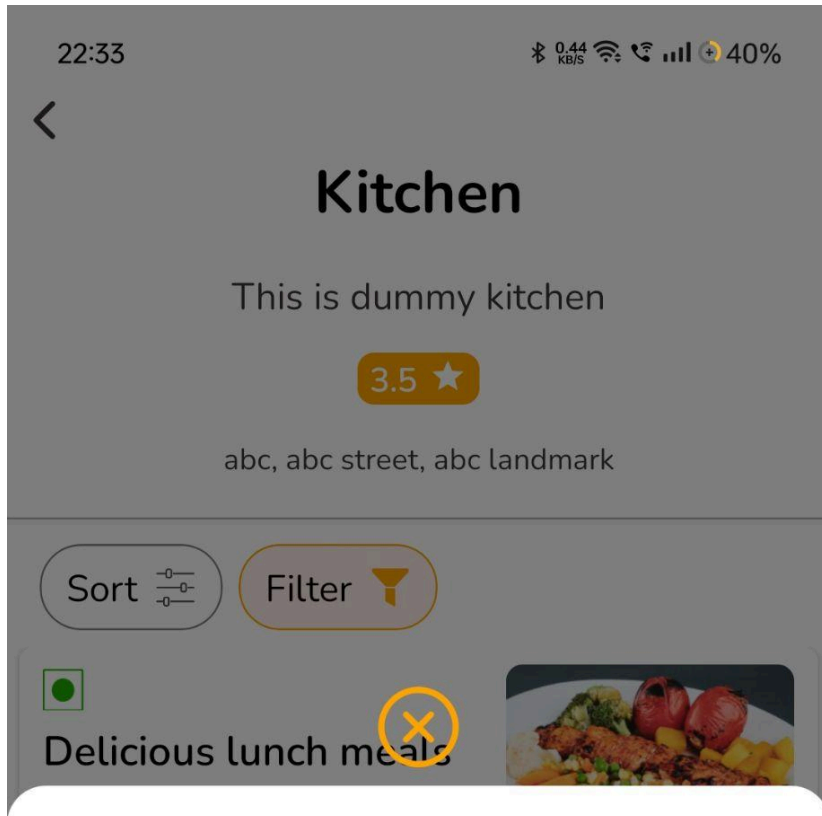 22:33 0.44 KB/S 40%
Kitchen
This is dummy kitchen
3.5
abc, abc street, abc landmark
Sort Filter
Delicious lunch meals